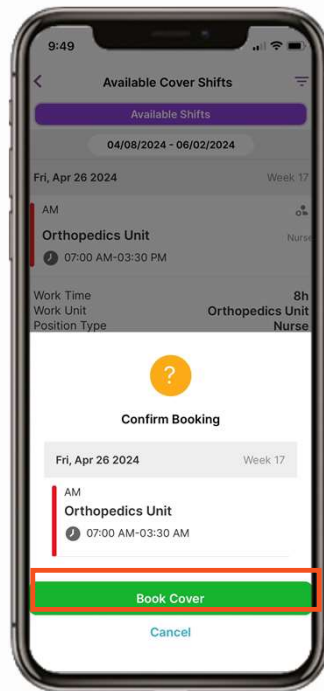 9:49
Available Cover Shifts
Available Shifts
04/08/2024 - 06/02/2024
Fri, Apr 26 2024 Week 17
AM
Orthopedics Unit Nurse
07:00 AM-03:30 PM
Work Time 8h
Work Unit Orthopedics Unit
Position Type Nurse
?
Confirm Booking
Fri, Apr 26 2024 Week 17
AM
Orthopedics Unit
07:00 AM-03:30 AM
Book Cover
Cancel